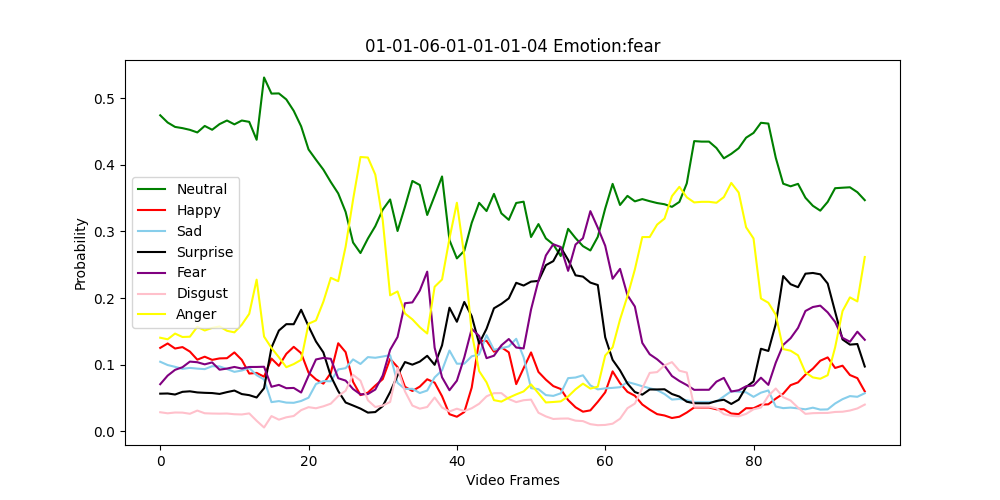 01-01-06-01-01-01-04 Emotion:fear
Probability
0.5
0.4
0.3
0.2
0.1
0.0
Neutral
Happy
Sad
Surprise
Fear
Disgust
Anger
0 20 40 60 80
Video Frames